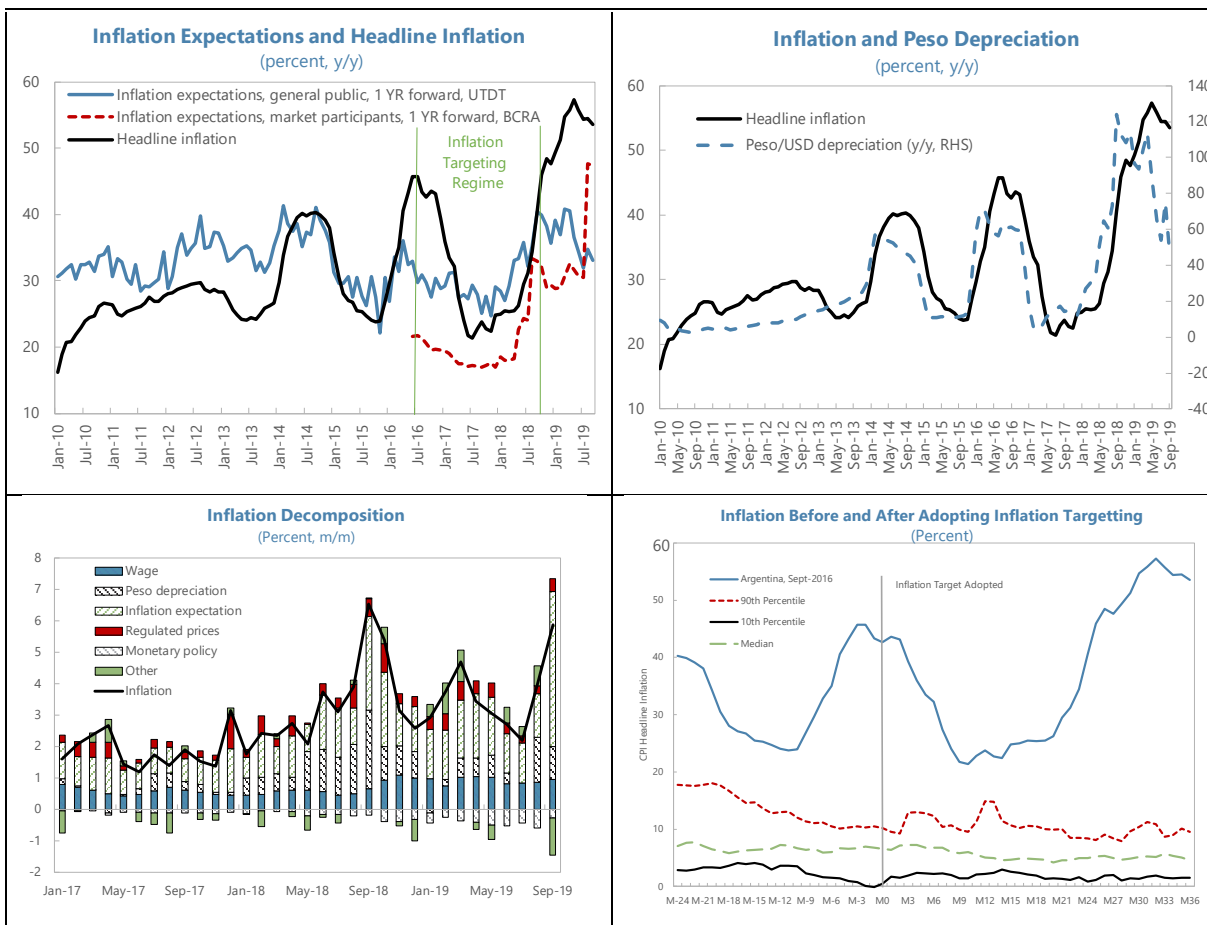 Inflation Expectations and Headline Inflation
(percent, y/y)
60
50
40
30
20
10
Inflation expectations, general public, 1 YR forward, UTDT
Inflation expectations, market participants, 1 YR forward, BCRA
Headline inflation
Inflation
Targeting
Regime
Jan-10
Jul-10
Jan-11
Jul-11
Jan-12
Jul-12
Jan-13
Jul-13
Jan-14
Jul-14
Jan-15
Jul-15
Jan-16
Jul-16
Jan-17
Jul-17
Jan-18
Jul-18
Jan-19
Jul-19
Inflation and Peso Depreciation
(percent, y/y)
60
50
40
30
20
10
Headline inflation
Peso/USD depreciation (y/y, RHS)
140
120
100
80
60
40
20
0
-20
-40
Jan-10
May-10
Sep-10
Jan-11
May-11
Sep-11
Jan-12
May-12
Sep-12
Jan-13
May-13
Sep-13
Jan-14
May-14
Sep-14
Jan-15
May-15
Sep-15
Jan-16
May-16
Sep-16
Jan-17
May-17
Sep-17
Jan-18
May-18
Sep-18
Jan-19
May-19
Sep-19
Inflation Decomposition
(Percent, m/m)
8
7
6
5
4
3
2
1
0
-1
-2
Wage
Peso depreciation
Inflation expectation
Regulated prices
Monetary policy
Other
Inflation
Jan-17
May-17
Sep-17
Jan-18
May-18
Sep-18
Jan-19
May-19
Sep-19
Inflation Before and After Adopting Inflation Targetting
(Percent)
CPI Headline Inflation
60
50
40
30
20
10
0
Argentina, Sept-2016
90th Percentile
10th Percentile
Median
Inflation Target Adopted
M-24
M-21
M-18
M-15
M-12
M-9
M-6
M-3
M0
M3
M6
M9
M12
M15
M18
M21
M24
M27
M30
M33
M36